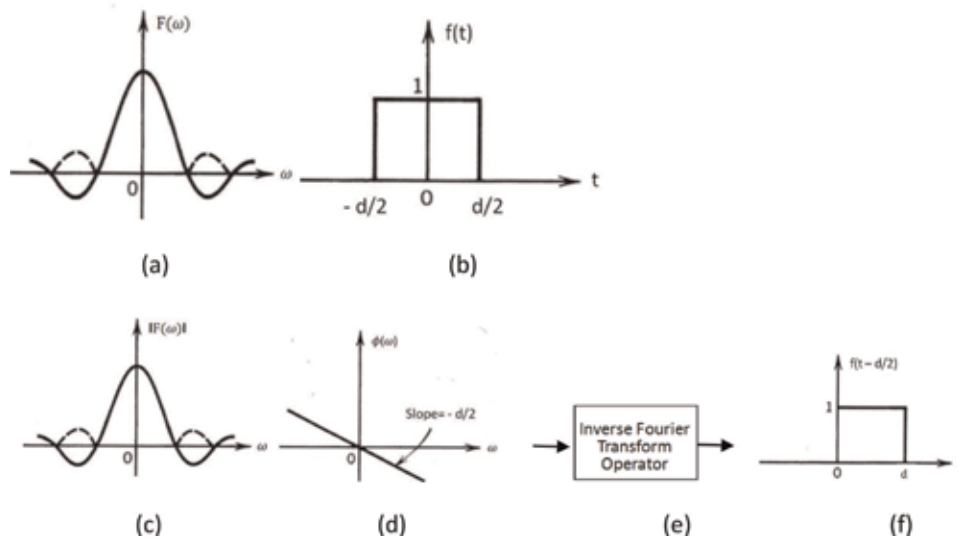 F(ω)
0
ω
(a)
f(t)
1
- d/2
0
d/2
t
(b)
‖F(ω)‖
0
ω
(c)
ϕ(ω)
Slope= - d/2
0
ω
(d)
Inverse Fourier
Transform
Operator
(e)
f(t – d/2)
1
0
d
(f)